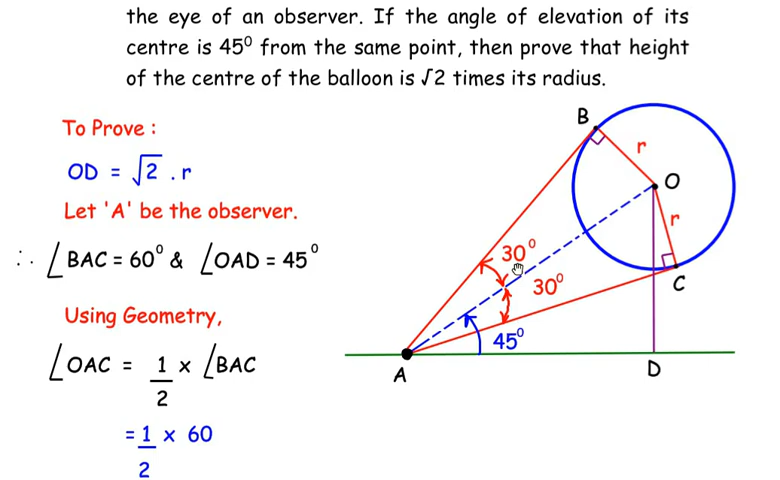 the eye of an observer. If the angle of elevation of its
centre is 45⁰ from the same point, then prove that height
of the centre of the balloon is √2 times its radius.
To Prove :
OD = √2 . r
Let 'A' be the observer.
∴ ∠BAC = 60⁰ & ∠OAD = 45⁰
Using Geometry,
∠OAC = 1/2 x ∠BAC
= 1/2 x 60
B
r
O
r
30⁰
30⁰
C
45⁰
A
D